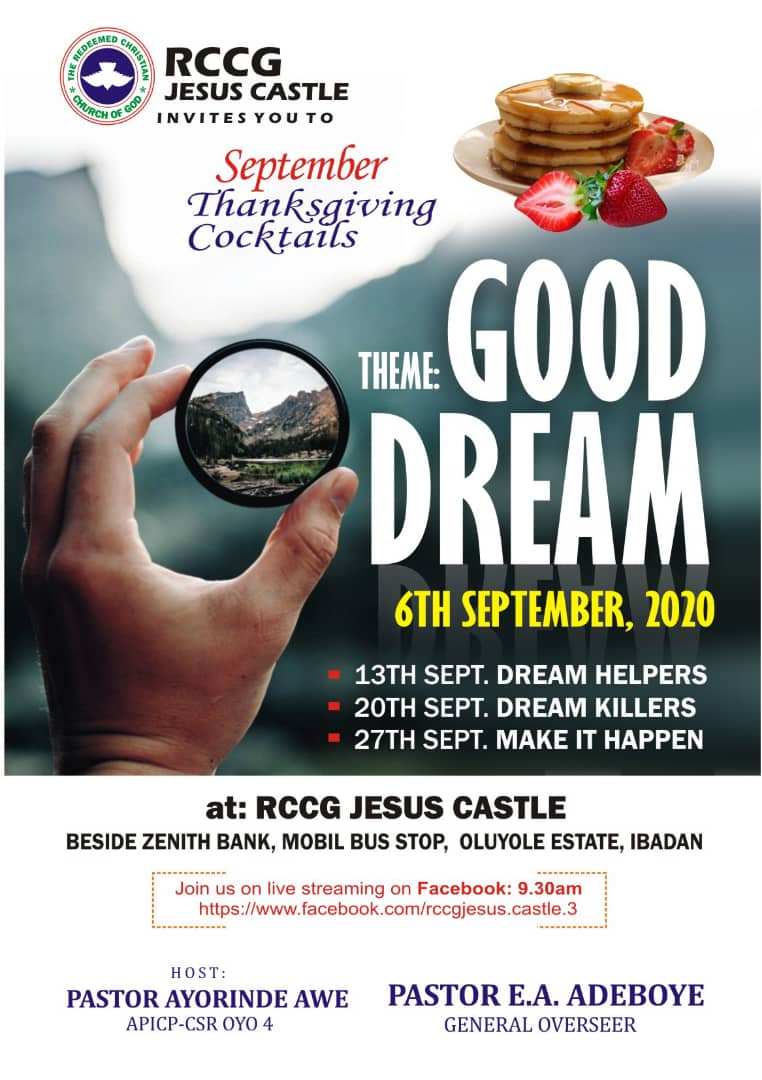 THE REDEEMED CHRISTIAN
CHURCH OF GOD
RCCG
JESUS CASTLE
INVITES YOU TO
September
Thanksgiving
Cocktails
THEME: GOOD
DREAM
6TH SEPTEMBER, 2020
13TH SEPT. DREAM HELPERS
20TH SEPT. DREAM KILLERS
27TH SEPT. MAKE IT HAPPEN
at: RCCG JESUS CASTLE
BESIDE ZENITH BANK, MOBIL BUS STOP, OLUYOLE ESTATE, IBADAN
Join us on live streaming on Facebook: 9.30am
https://www.facebook.com/rccgjesus.castle.3
HOST:
PASTOR AYORINDE AWE
APICP-CSR OYO 4
PASTOR E.A. ADEBOYE
GENERAL OVERSEER